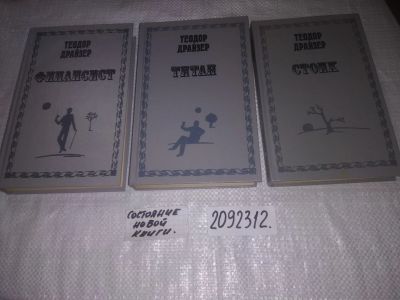 ТЕОДОР
ДРАЙЗЕР
ФИНАНСИСТ
ТЕОДОР
ДРАЙЗЕР
ТИТАН
ТЕОДОР
ДРАЙЗЕР
СТОИК
СОСТОЯНИЕ
НОВОЙ
КНИГИ.
2092312.